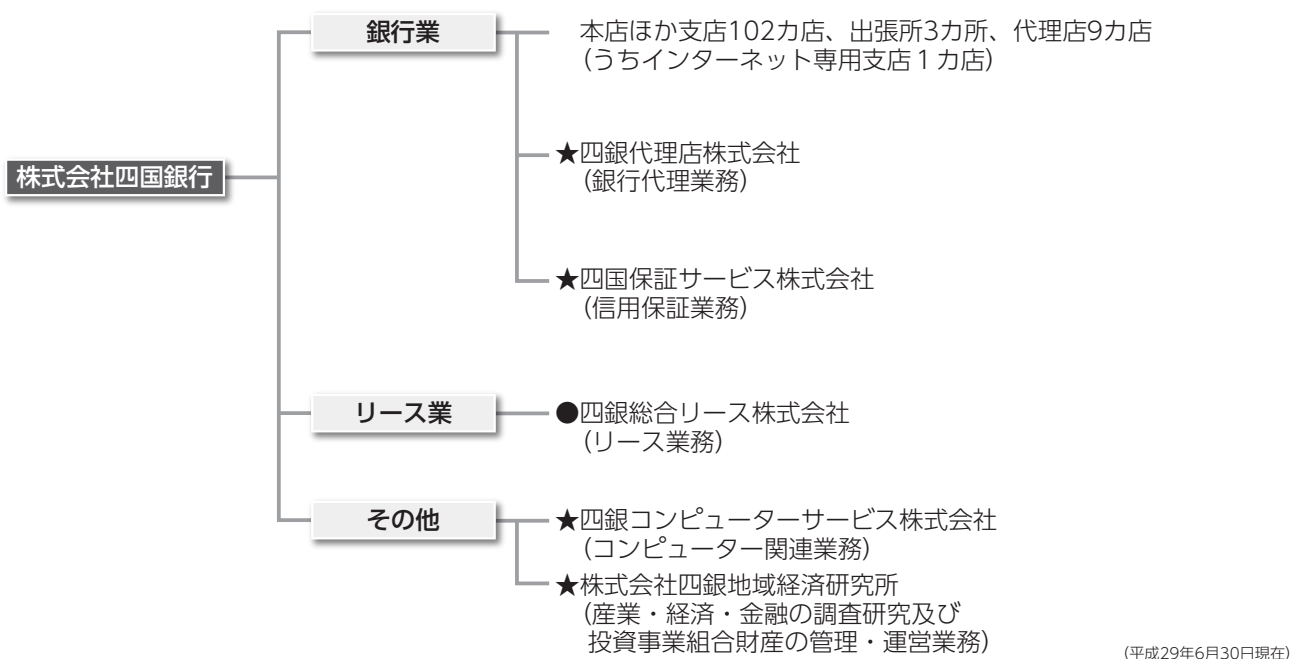 株式会社四国銀行
銀行業
本店ほか支店102カ店、出張所3カ所、代理店9カ店
(うちインターネット専用支店1カ店)
★四銀代理店株式会社
(銀行代理業務)
★四国保証サービス株式会社
(信用保証業務)
リース業
●四銀総合リース株式会社
(リース業務)
その他
★四銀コンピューターサービス株式会社
(コンピューター関連業務)
★株式会社四銀地域経済研究所
(産業・経済・金融の調査研究及び
投資事業組合財産の管理・運営業務)
(平成29年6月30日現在)